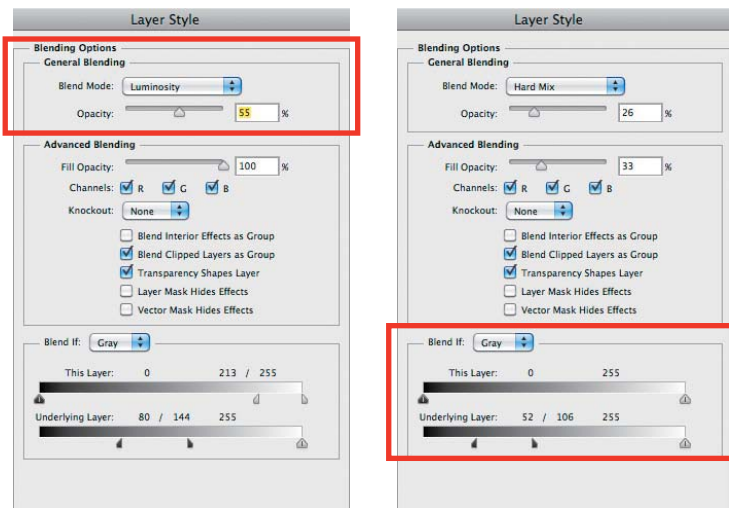 Layer Style
Blending Options
General Blending
Blend Mode: Luminosity
Opacity: 55 %
Advanced Blending
Fill Opacity: 100 %
Channels: R G B
Knockout: None
Blend Interior Effects as Group
Blend Clipped Layers as Group
Transparency Shapes Layer
Layer Mask Hides Effects
Vector Mask Hides Effects
Blend If: Gray
This Layer: 0 213 / 255
Underlying Layer: 80 / 144 255
Layer Style
Blending Options
General Blending
Blend Mode: Hard Mix
Opacity: 26 %
Advanced Blending
Fill Opacity: 33 %
Channels: R G B
Knockout: None
Blend Interior Effects as Group
Blend Clipped Layers as Group
Transparency Shapes Layer
Layer Mask Hides Effects
Vector Mask Hides Effects
Blend If: Gray
This Layer: 0 255
Underlying Layer: 52 / 106 255